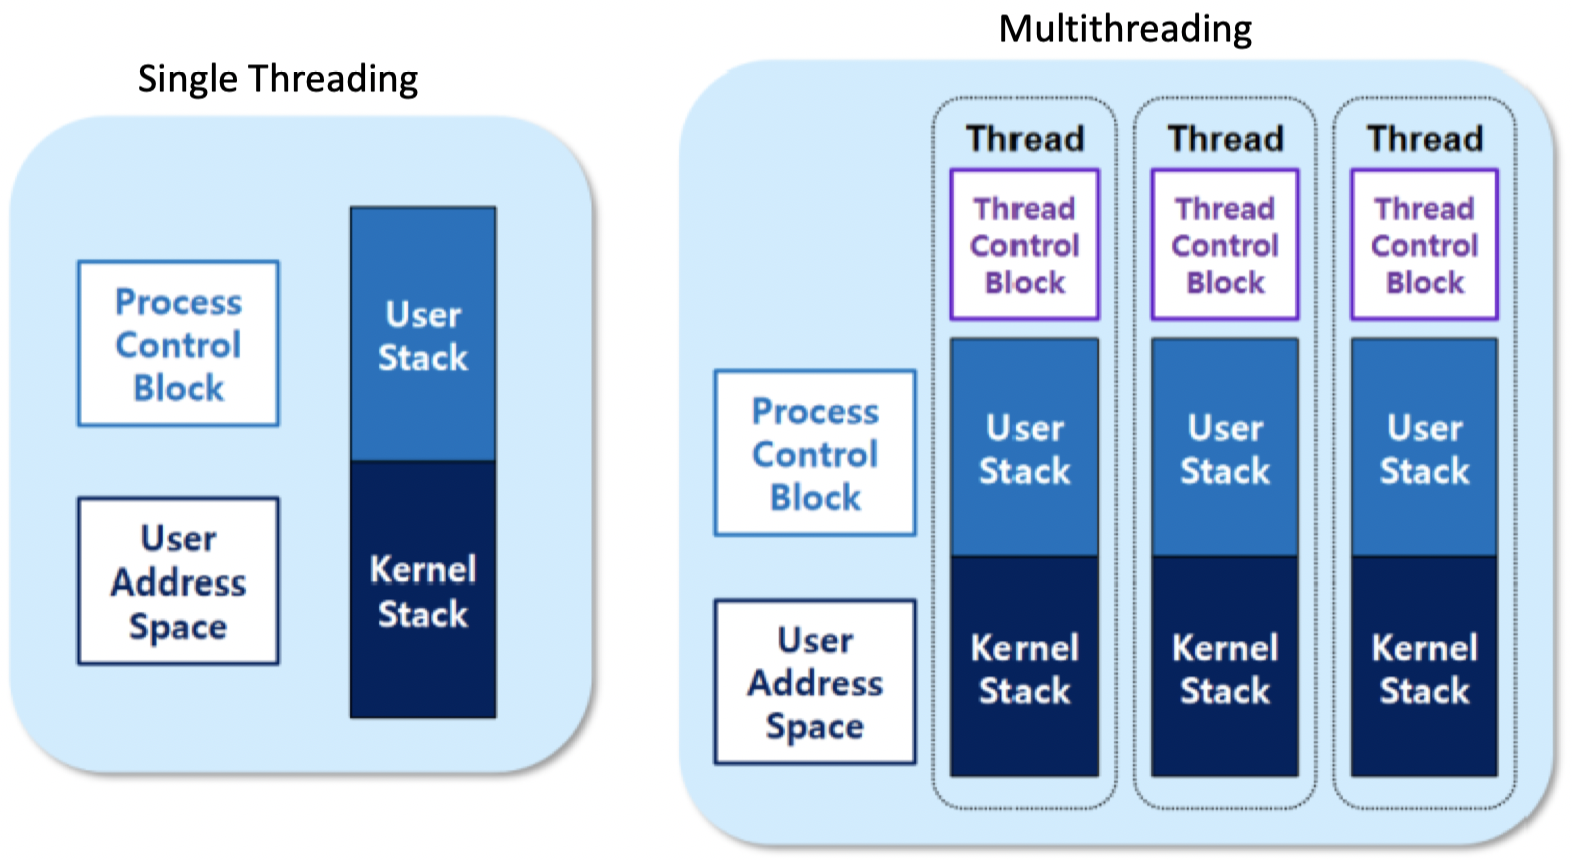 Single Threading
Process
Control
Block
User
Address
Space
User
Stack
Kernel
Stack
Multithreading
Process
Control
Block
User
Address
Space
Thread
Thread
Control
Block
User
Stack
Kernel
Stack
Thread
Thread
Control
Block
User
Stack
Kernel
Stack
Thread
Thread
Control
Block
User
Stack
Kernel
Stack